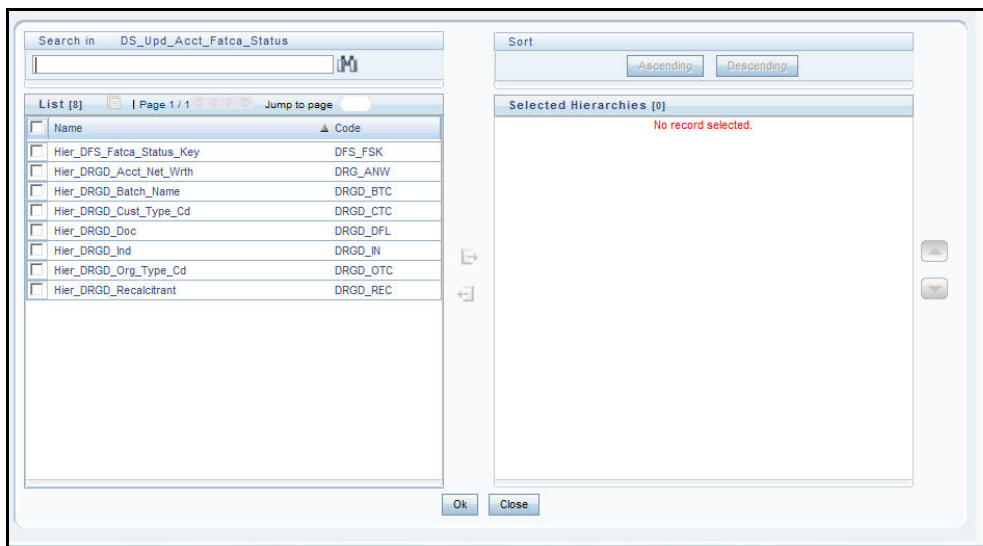 Search in DS_Upd_Acct_Fatca_Status
Sort
Ascending Descending
List [8] | Page 1 / 1 Jump to page
Selected Hierarchies [0]
Name Code
No record selected.
Hier_DFS_Fatca_Status_Key DFS_FSK
Hier_DRGD_Acct_Net_Wrth DRG_ANW
Hier_DRGD_Batch_Name DRGD_BTC
Hier_DRGD_Cust_Type_Cd DRGD_CTC
Hier_DRGD_Doc DRGD_DFL
Hier_DRGD_Ind DRGD_IN
Hier_DRGD_Org_Type_Cd DRGD_OTC
Hier_DRGD_Recalcitrant DRGD_REC
Ok Close